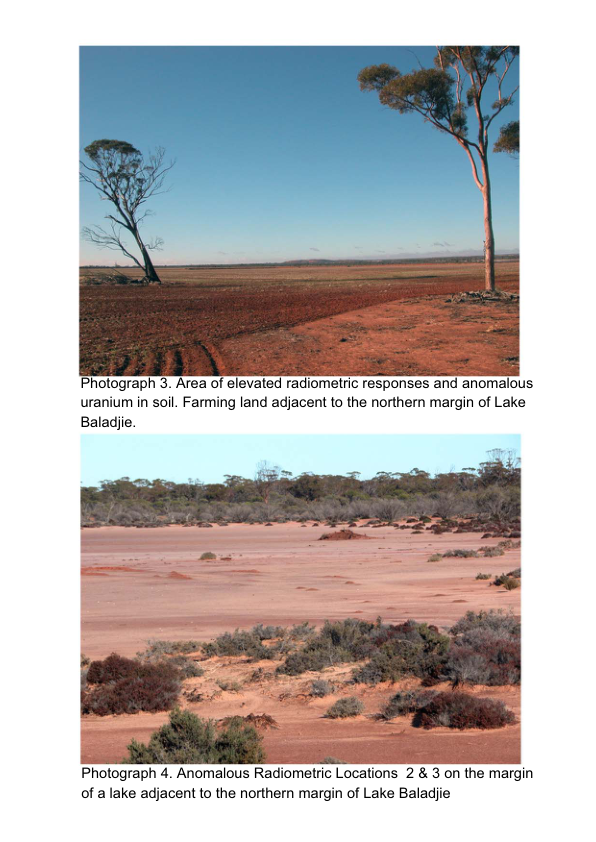 Photograph 3. Area of elevated radiometric responses and anomalous
uranium in soil. Farming land adjacent to the northern margin of Lake
Baladjie.
Photograph 4. Anomalous Radiometric Locations  2 & 3 on the margin
of a lake adjacent to the northern margin of Lake Baladjie